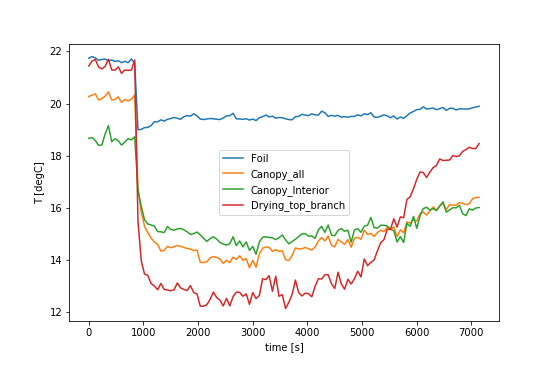 22
20
18
16
14
12
T [degC]
Foil
Canopy_all
Canopy_Interior
Drying_top_branch
0
1000
2000
3000
4000
5000
6000
7000
time [s]